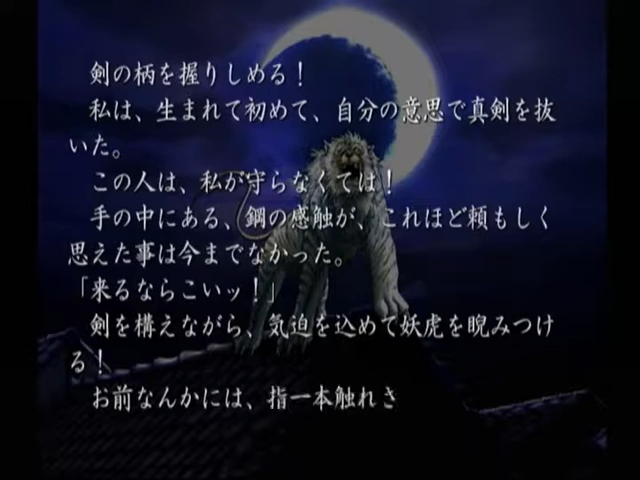 剣の柄を握りしめる！
私は、生まれて初めて、自分の意思で真剣を抜
いた。
この人は、私が守らなくては！
手の中にある、鋼の感触が、これほど頼もしく
思えた事は今までなかった。
「来るならこいッ！」
剣を構えながら、気迫を込めて妖虎を睨みつけ
る！
お前なんかには、指一本触れさ